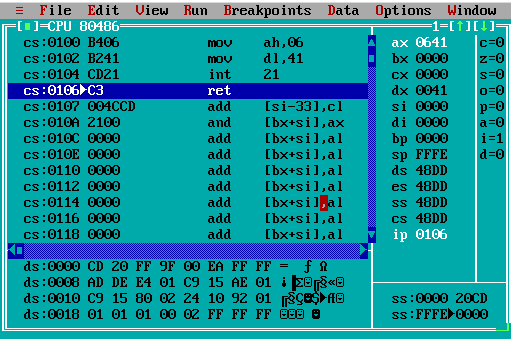 ≡ File Edit View Run Breakpoints Data Options Window
[■]=CPU 80486 1=[↑][↓]
cs:0100 B406 mov ah,06 ax 0641 c=0
cs:0102 B241 mov dl,41 bx 0000 z=0
cs:0104 CD21 int 21 cx 0000 s=0
cs:0106►C3 ret dx 0041 o=0
cs:0107 004CCD add [si-33],cl si 0000 p=0
cs:010A 2100 and [bx+si],ax di 0000 a=0
cs:010C 0000 add [bx+si],al bp 0000 i=1
cs:010E 0000 add [bx+si],al sp FFFE d=0
cs:0110 0000 add [bx+si],al ds 48DD
cs:0112 0000 add [bx+si],al es 48DD
cs:0114 0000 add [bx+si],al ss 48DD
cs:0116 0000 add [bx+si],al cs 48DD
cs:0118 0000 add [bx+si],al ip 0106
ds:0000 CD 20 FF 9F 00 EA FF FF = ƒ Ω
ds:0008 AD DE E4 01 C9 15 AE 01 ¡▐Σ☺╔§«☺
ds:0010 C9 15 80 02 24 10 92 01 ╔§Ç☻$►Æ☺ ss:0000 20CD
ds:0018 01 01 01 00 02 FF FF FF ☺☺☺ ☻ ss:FFFE►0000